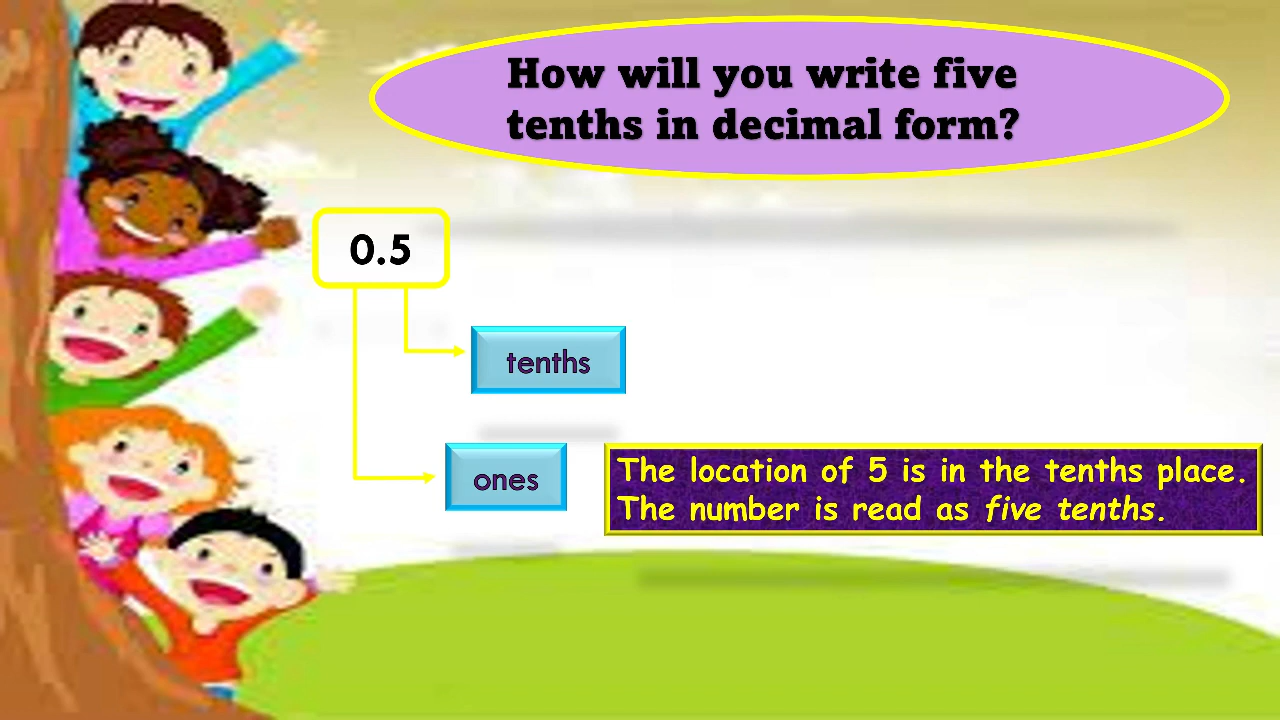 How will you write five
tenths in decimal form?
0.5
tenths
ones
The location of 5 is in the tenths place.
The number is read as five tenths.